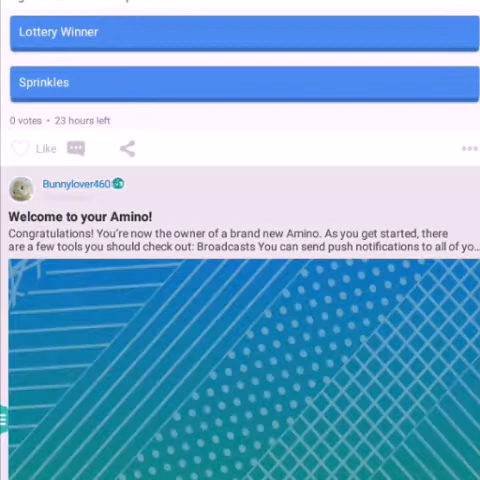 Lottery Winner
Sprinkles
0 votes • 23 hours left
Like
Bunnylover460
Welcome to your Amino!
Congratulations! You're now the owner of a brand new Amino. As you get started, there
are a few tools you should check out: Broadcasts You can send push notifications to all of yo...